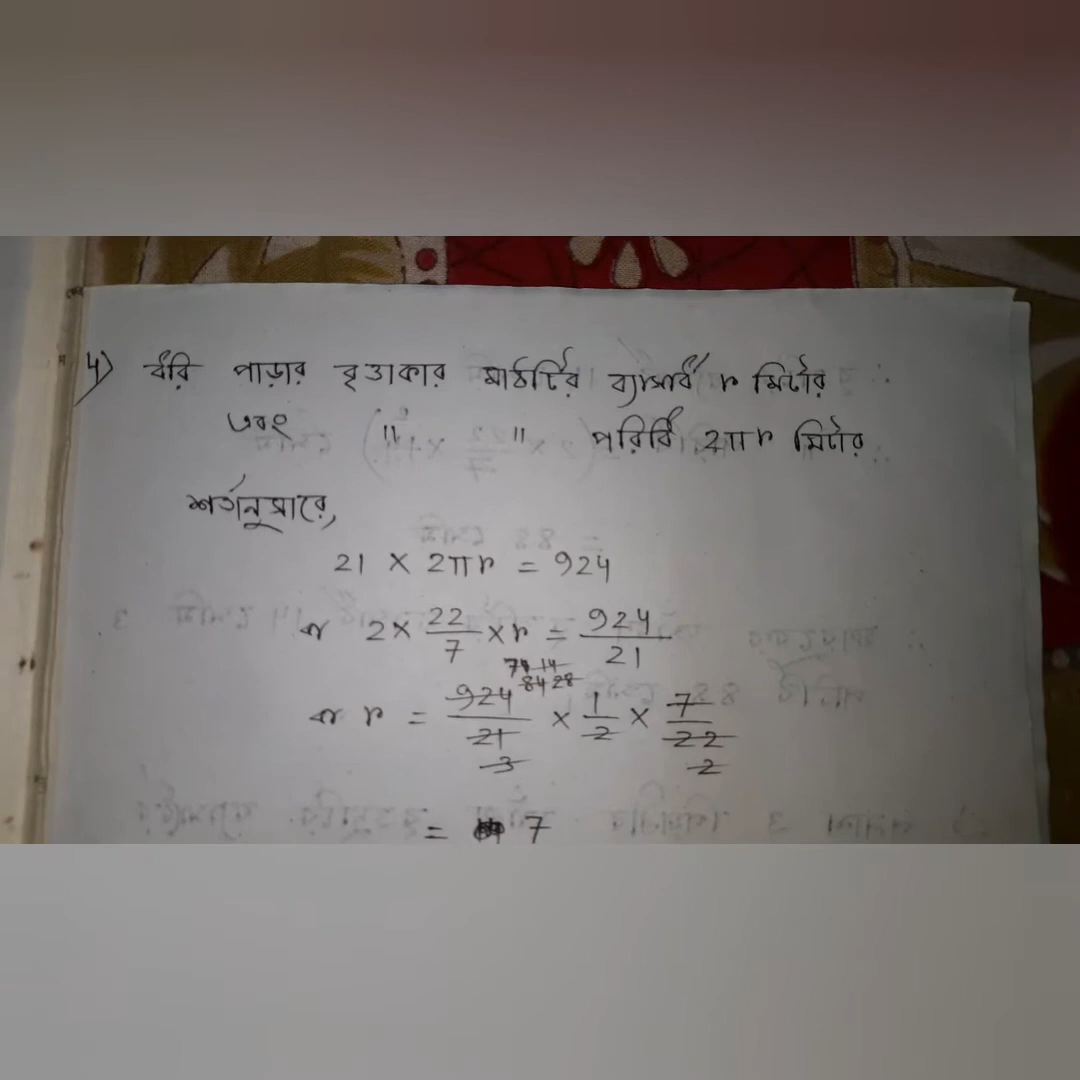 4) ধরি পাড়ার বৃত্তাকার মাঠটির ব্যাসার্ধ r মিটার
এবং " " পরিধি 2πr মিটার
শর্তানুসারে,
21 × 2πr = 924
বা 2 × 22/7 × r = 924/21
বা r = 924/21 × 1/2 × 7/22
= 7